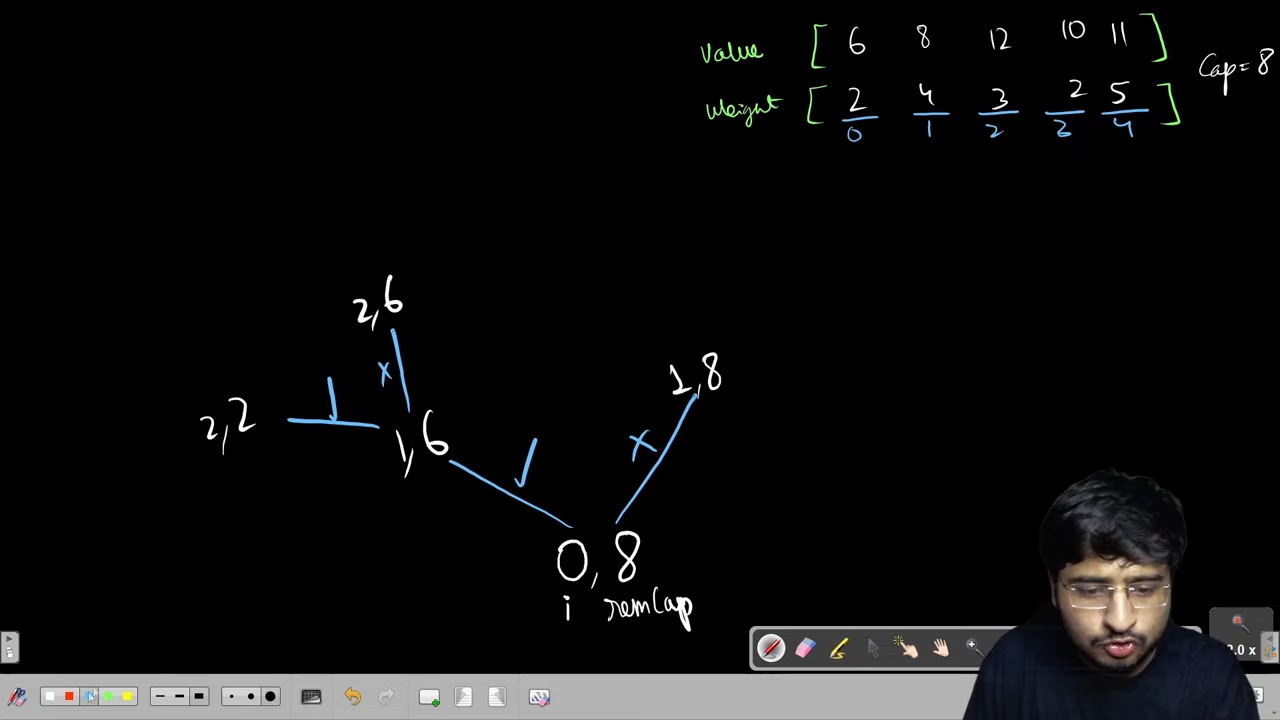 Value [ 6 8 12 10 11 ]
Cap = 8
Weight [ 2 4 3 2 5 ]
0 1 2 3 4
2,6
1,8
x
2,2
1,6
x
0,8
i remCap